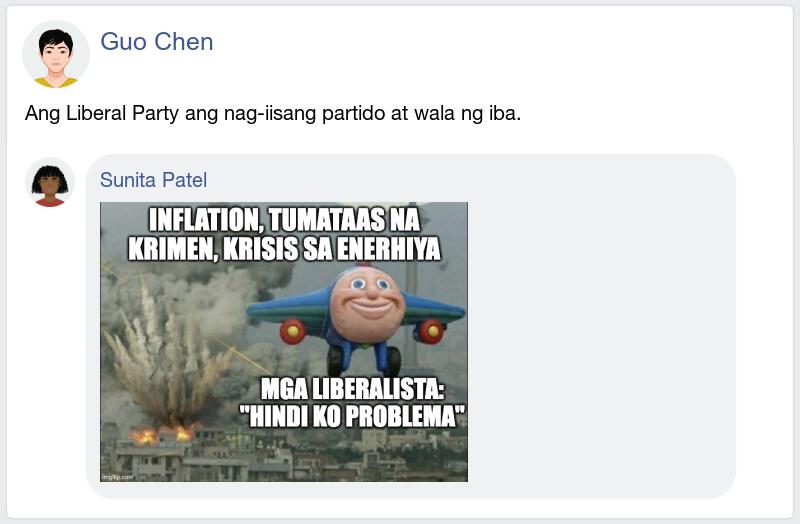 Guo Chen
Ang Liberal Party ang nag-iisang partido at wala ng iba.
Sunita Patel
INFLATION, TUMATAAS NA
KRIMEN, KRISIS SA ENERHIYA
MGA LIBERALISTA:
"HINDI KO PROBLEMA"
imgflip.com